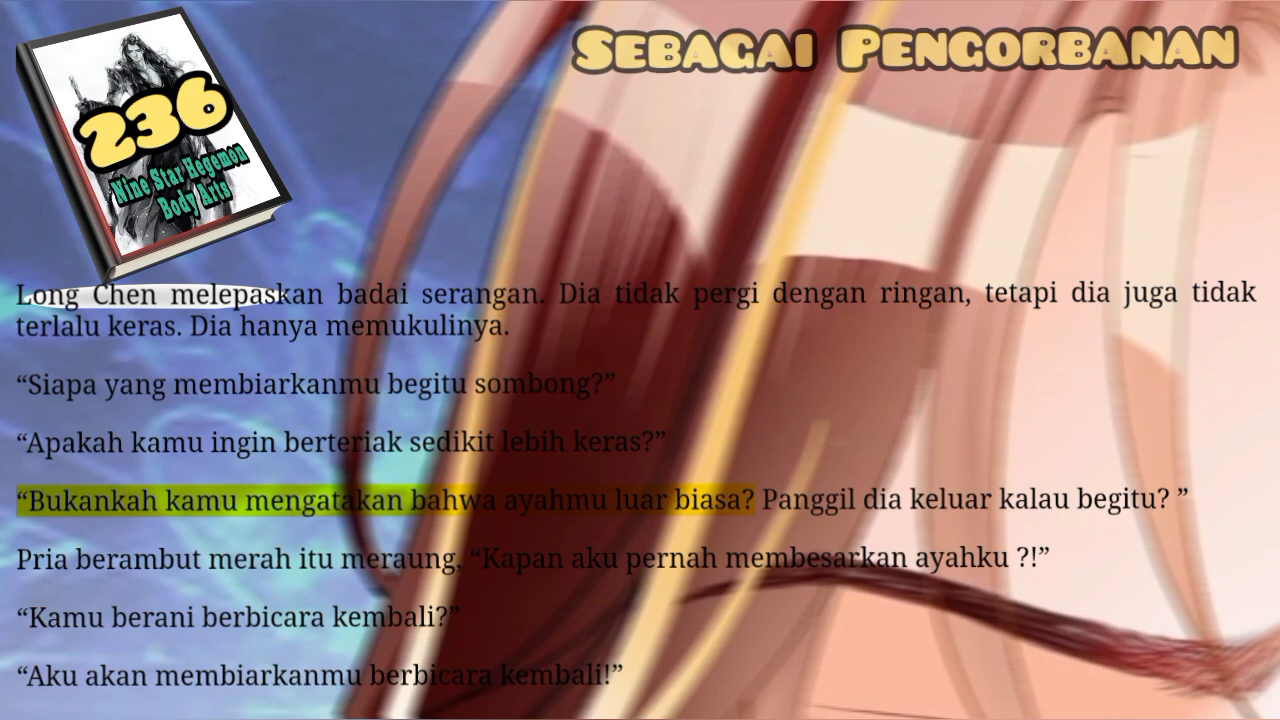 Sebagai Pengorbanan
236
Nine Star Hegemon
Body Arts
Long Chen melepaskan badai serangan. Dia tidak pergi dengan ringan, tetapi dia juga tidak
terlalu keras. Dia hanya memukulinya.
“Siapa yang membiarkanmu begitu sombong?”
“Apakah kamu ingin berteriak sedikit lebih keras?”
“Bukankah kamu mengatakan bahwa ayahmu luar biasa? Panggil dia keluar kalau begitu? ”
Pria berambut merah itu meraung, “Kapan aku pernah membesarkan ayahku ?!”
“Kamu berani berbicara kembali?”
“Aku akan membiarkanmu berbicara kembali!”